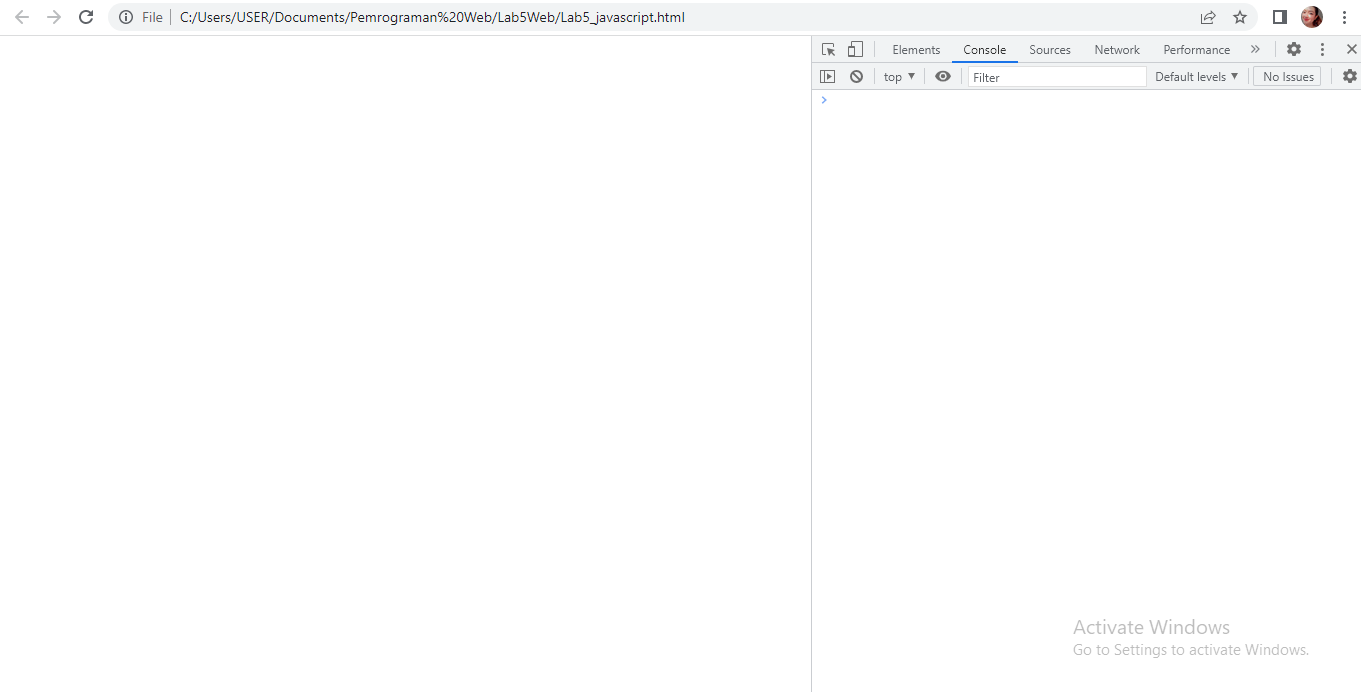 File C:/Users/USER/Documents/Pemrograman%20Web/Lab5Web/Lab5_javascript.html
Elements Console Sources Network Performance »
top ▼ Filter Default levels ▼ No Issues
>
Activate Windows
Go to Settings to activate Windows.